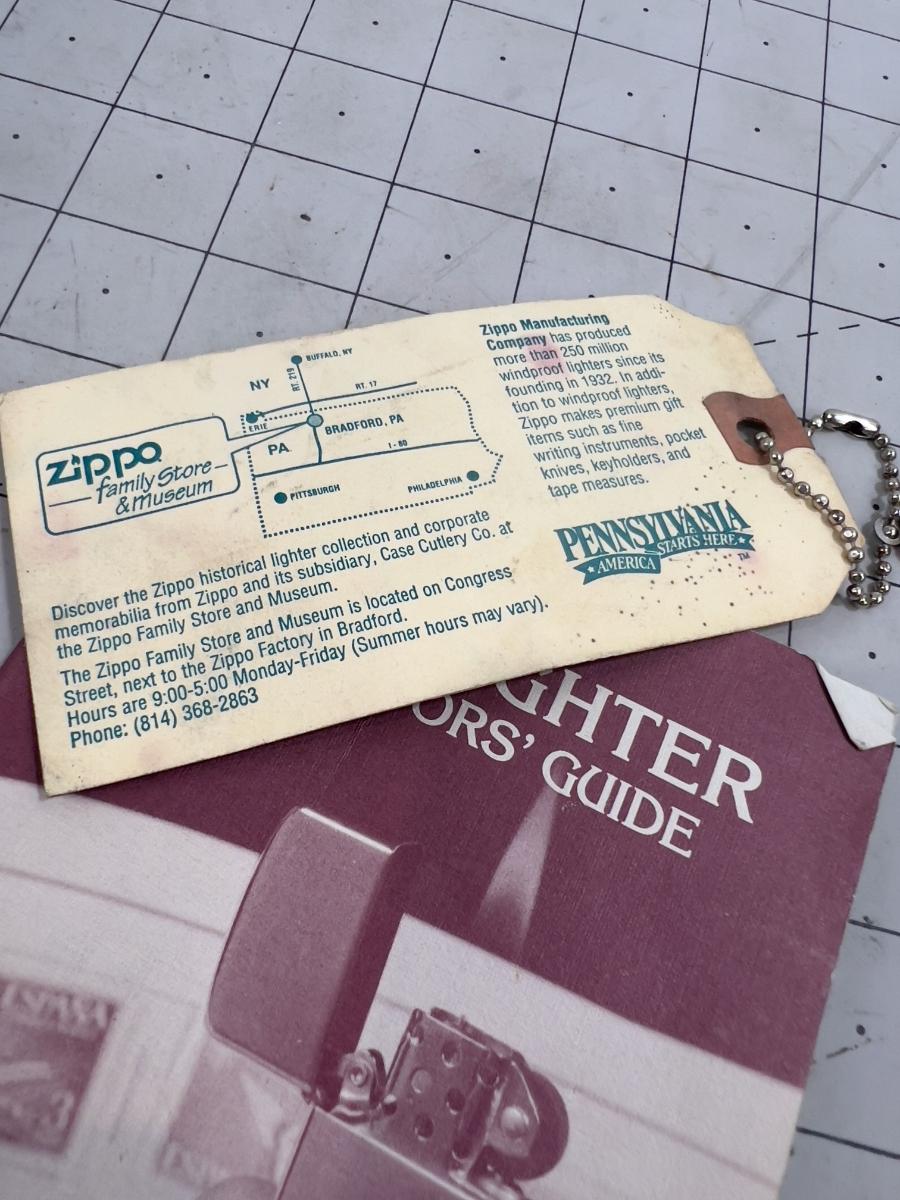 Zippo
family Store
& Museum
BUFFALO, NY
NY
RT. 219
RT. 17
ERIE
BRADFORD, PA
PA
I-80
PITTSBURGH
PHILADELPHIA
Discover the Zippo historical lighter collection and corporate
memorabilia from Zippo and its subsidiary, Case Cutlery Co. at
the Zippo Family Store and Museum.
The Zippo Family Store and Museum is located on Congress
Street, next to the Zippo Factory in Bradford.
Hours are 9:00-5:00 Monday-Friday (Summer hours may vary).
Phone: (814) 368-2863
Zippo Manufacturing
Company has produced
more than 250 million
windproof lighters since its
founding in 1932. In addi-
tion to windproof lighters,
Zippo makes premium gift
items such as fine
writing instruments, pocket
knives, keyholders, and
tape measures.
PENNSYLVANIA
AMERICA STARTS HERE™
GHTER
ORS' GUIDE
ESPAÑA